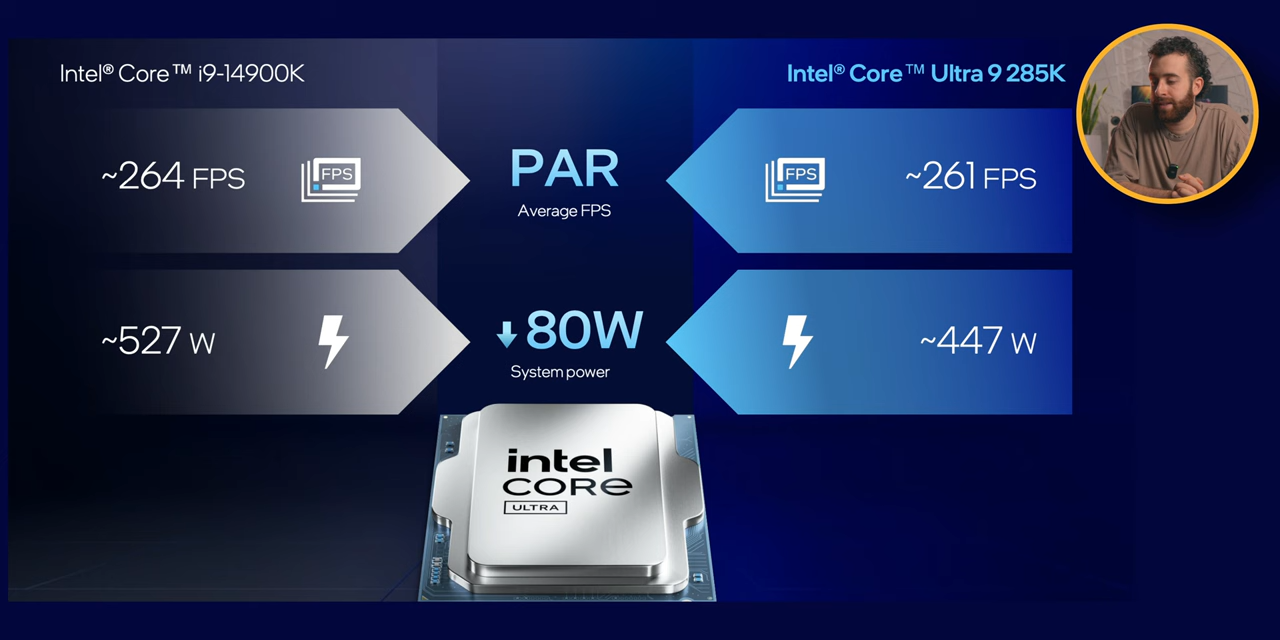 Intel® Core™ i9-14900K
Intel® Core™ Ultra 9 285K
~264 FPS
FPS
PAR
Average FPS
FPS
~261 FPS
~527 W
↓80W
System power
~447 W
intel
CORE
ULTRA